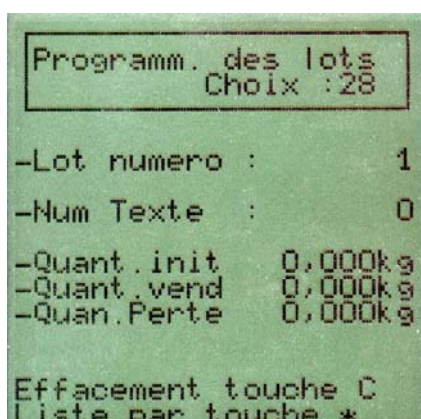 Programm. des lots
Choix :28
-Lot numero : 1
-Num Texte : 0
-Quant.init 0,000kg
-Quant.vend 0,000kg
-Quan.Perte 0,000kg
Effacement touche C
Liste par touche *